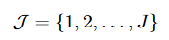 𝒥 = {1, 2, . . . , J}